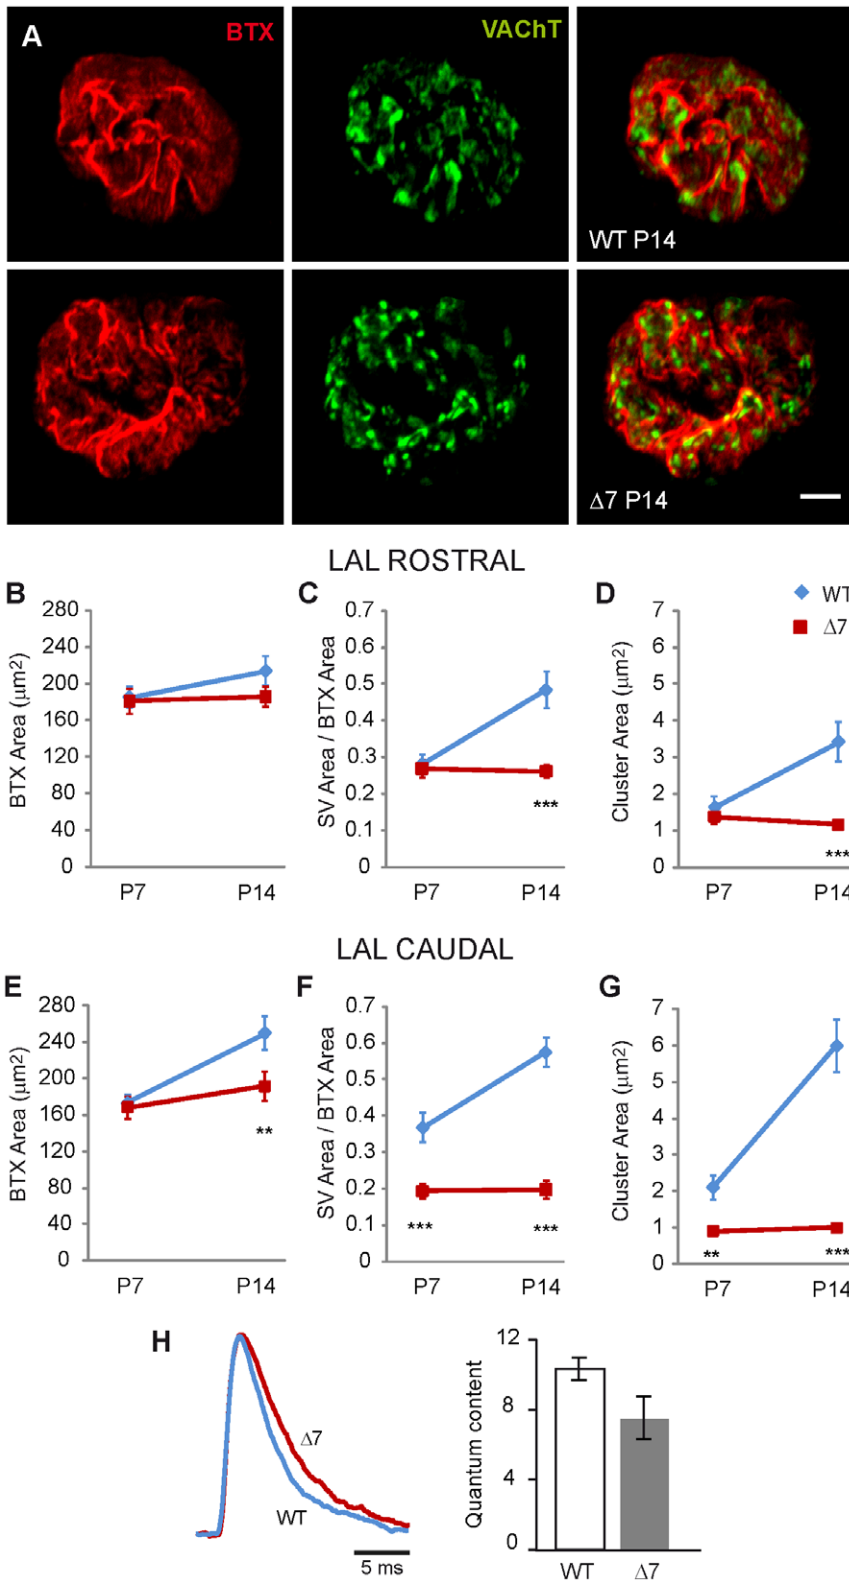 A BTX VAChT
WT P14
Δ7 P14
LAL ROSTRAL
B C D WT
Δ7
BTX Area (μm2)
280
240
200
160
120
80
40
0
P7 P14
SV Area / BTX Area
0.7
0.6
0.5
0.4
0.3
0.2
0.1
0
***
P7 P14
Cluster Area (μm2)
7
6
5
4
3
2
1
0
***
P7 P14
LAL CAUDAL
E F G
BTX Area (μm2)
280
240
200
160
120
80
40
0
**
P7 P14
SV Area / BTX Area
0.7
0.6
0.5
0.4
0.3
0.2
0.1
0
*** ***
P7 P14
Cluster Area (μm2)
7
6
5
4
3
2
1
0
** ***
P7 P14
H
Δ7
WT
5 ms
Quantum content
12
8
4
0
WT Δ7